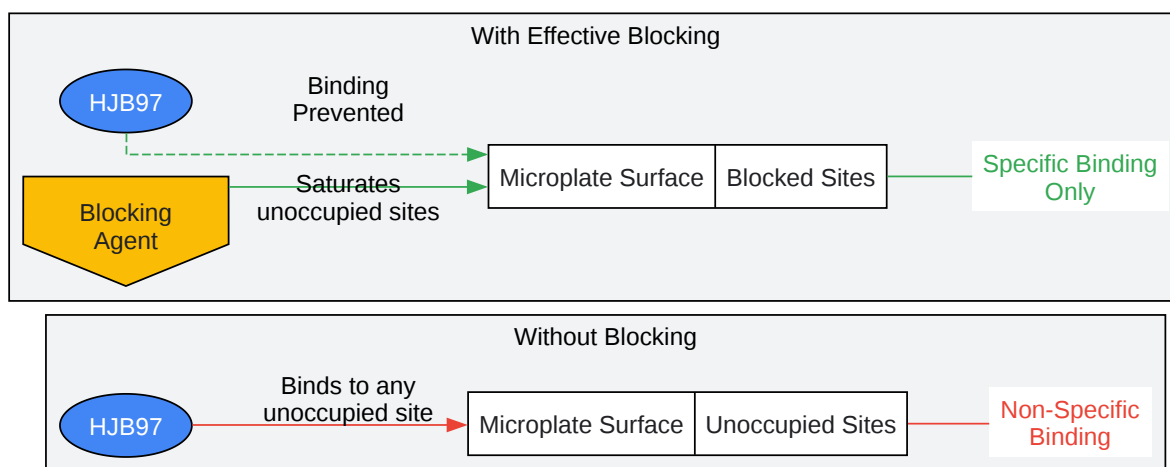 With Effective Blocking
HJB97
Binding
Prevented
Microplate Surface
Blocked Sites
Specific Binding
Only
Saturates
unoccupied sites
Blocking
Agent
Without Blocking
HJB97
Binds to any
unoccupied site
Microplate Surface
Unoccupied Sites
Non-Specific
Binding